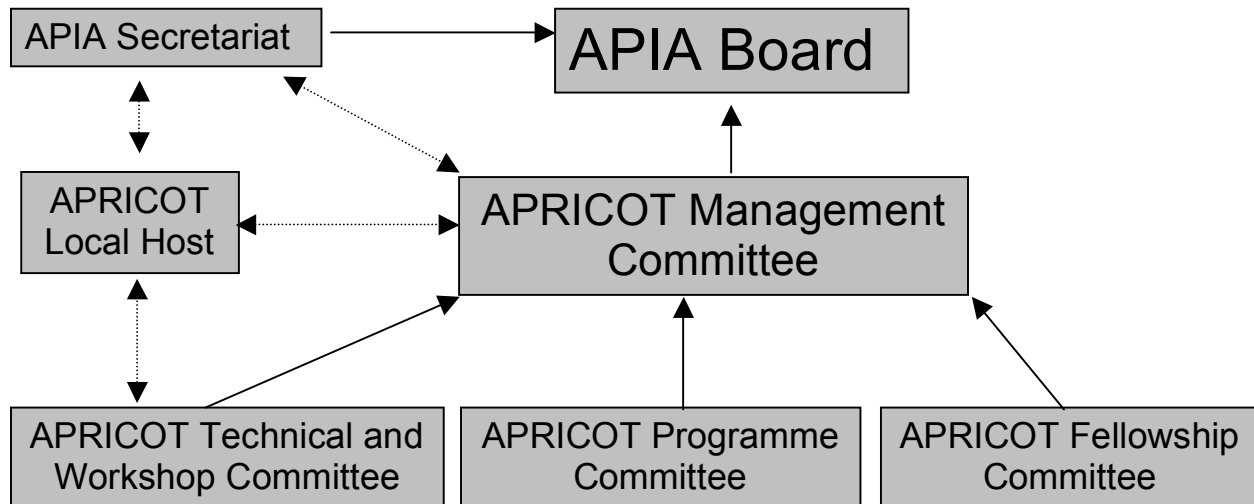 APIA Secretariat
APIA Board
APRICOT
Local Host
APRICOT Management
Committee
APRICOT Technical and
Workshop Committee
APRICOT Programme
Committee
APRICOT Fellowship
Committee